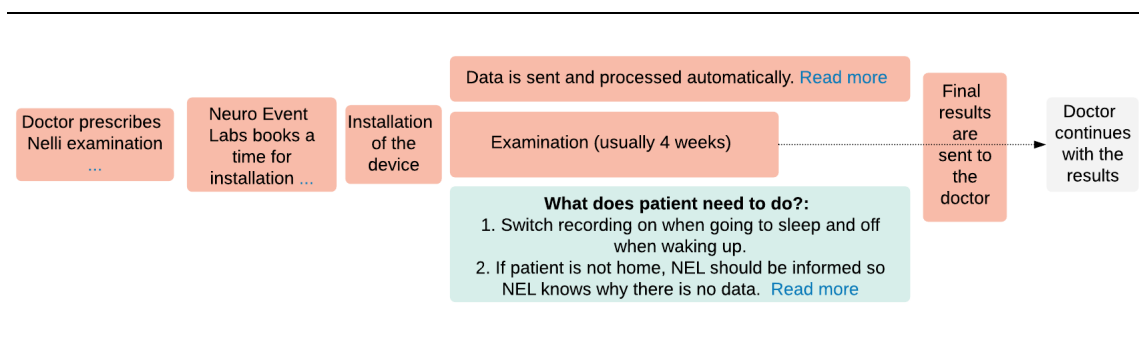 Doctor prescribes
Nelli examination
...
Neuro Event
Labs books a
time for
installation ...
Installation
of the
device
Data is sent and processed automatically. Read more
Examination (usually 4 weeks)
What does patient need to do?:
1. Switch recording on when going to sleep and off
when waking up.
2. If patient is not home, NEL should be informed so
NEL knows why there is no data. Read more
Final
results
are
sent to
the
doctor
Doctor
continues
with the
results